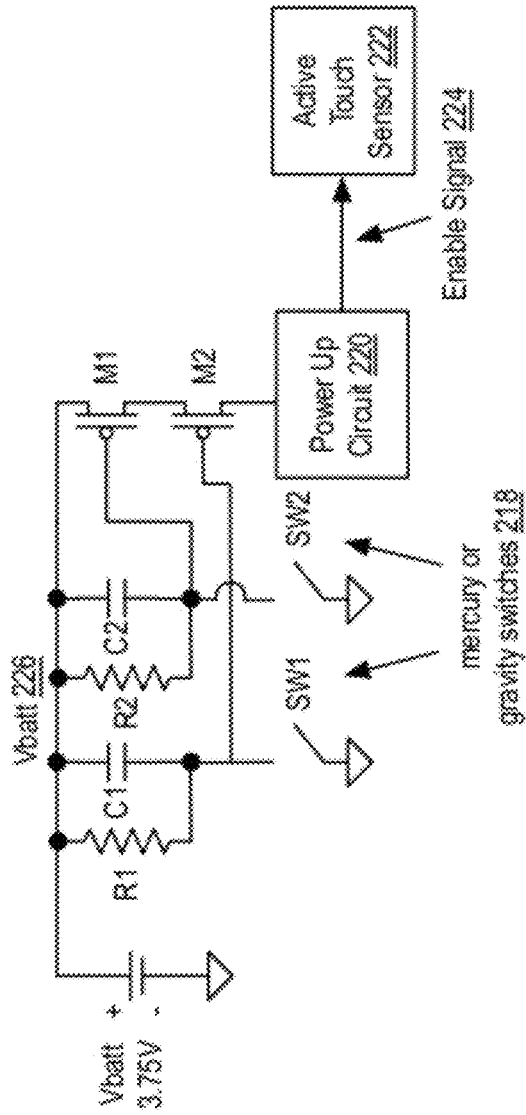 Vbatt 226
Vbatt
3.75V
+
-
R1
C1
R2
C2
M1
M2
SW1
SW2
mercury or
gravity switches 218
Power Up
Circuit 220
Enable Signal 224
Active
Touch
Sensor 222